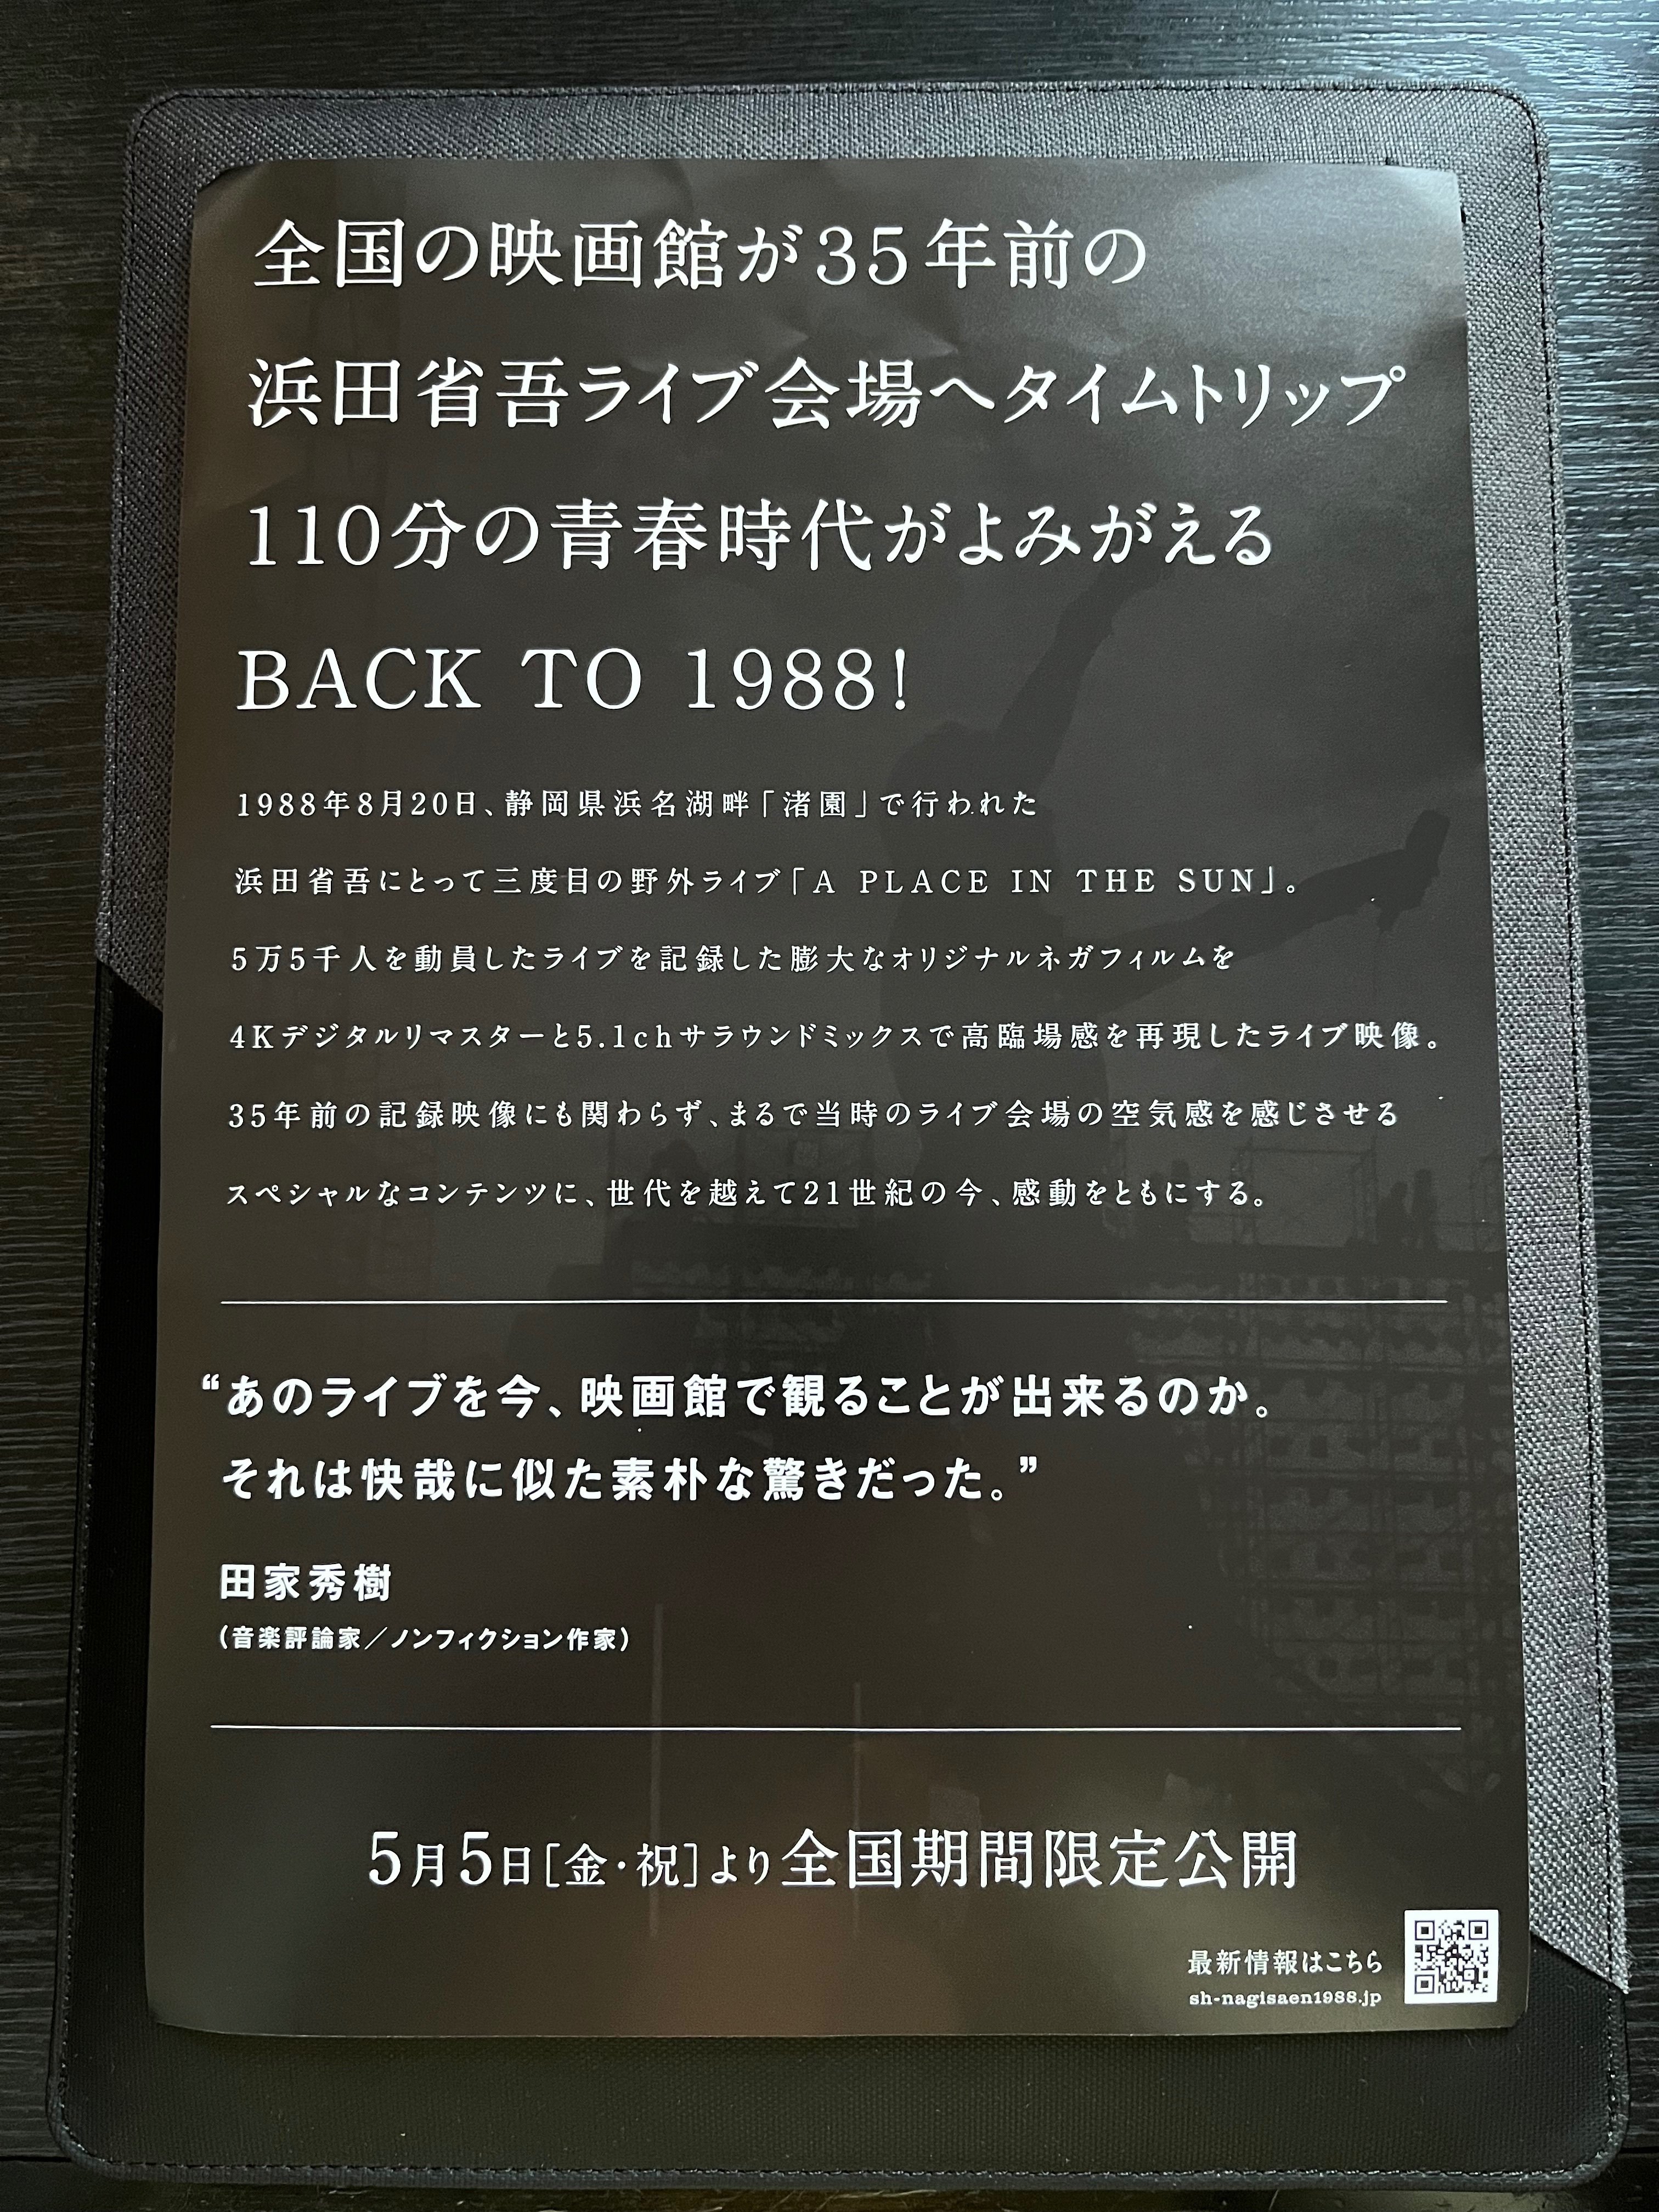 全国の映画館が35年前の
浜田省吾ライブ会場へタイムトリップ
110分の青春時代がよみがえる
BACK TO 1988!
1988年8月20日、静岡県浜名湖畔「渚園」で行われた
浜田省吾にとって三度目の野外ライブ「A PLACE IN THE SUN」。
5万5千人を動員したライブを記録した膨大なオリジナルネガフィルムを
4Kデジタルリマスターと5.1chサラウンドミックスで高臨場感を再現したライブ映像。
35年前の記録映像にも関わらず、まるで当時のライブ会場の空気感を感じさせる
スペシャルなコンテンツに、世代を越えて21世紀の今、感動をともにする。
“あのライブを今、映画館で観ることが出来るのか。
それは快哉に似た素朴な驚きだった。”
田家秀樹
(音楽評論家／ノンフィクション作家)
5月5日[金・祝]より全国期間限定公開
最新情報はこちら
sh-nagisaen1988.jp